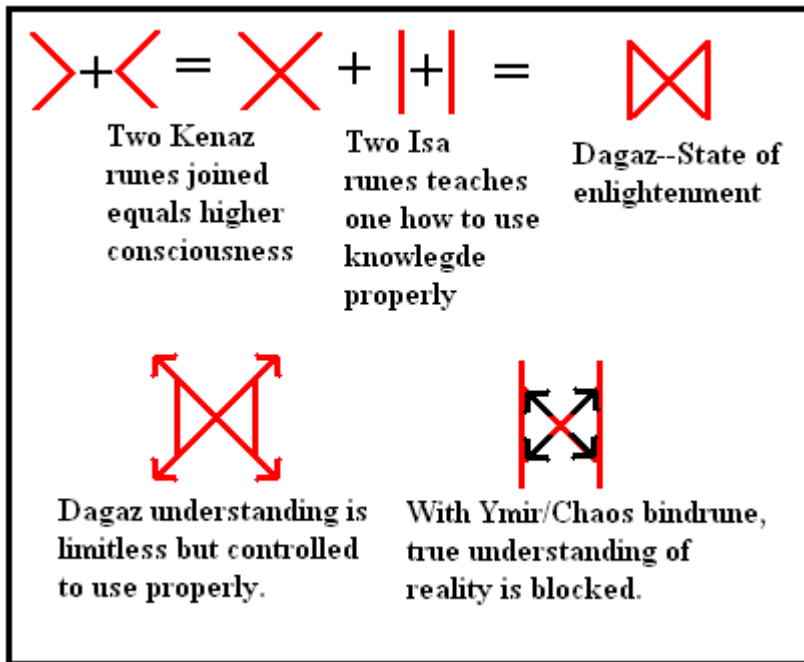 + = + + =
Two Kenaz
runes joined
equals higher
consciousness
Two Isa
runes teaches
one how to use
knowlegde
properly
Dagaz--State of
enlightenment
Dagaz understanding is
limitless but controlled
to use properly.
With Ymir/Chaos bindrune,
true understanding of
reality is blocked.